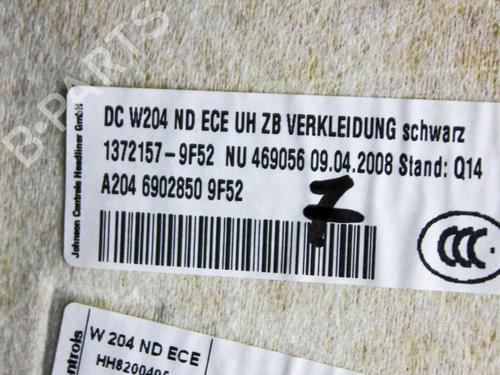 B-PARTS
Johnson Controls Headliner GmbH
DC W204 ND ECE UH ZB VERKLEIDUNG schwarz
1372157-9F52 NU 469056 09.04.2008 Stand: Q14
A204 6902850 9F52
7
CCC
W 204 ND ECE